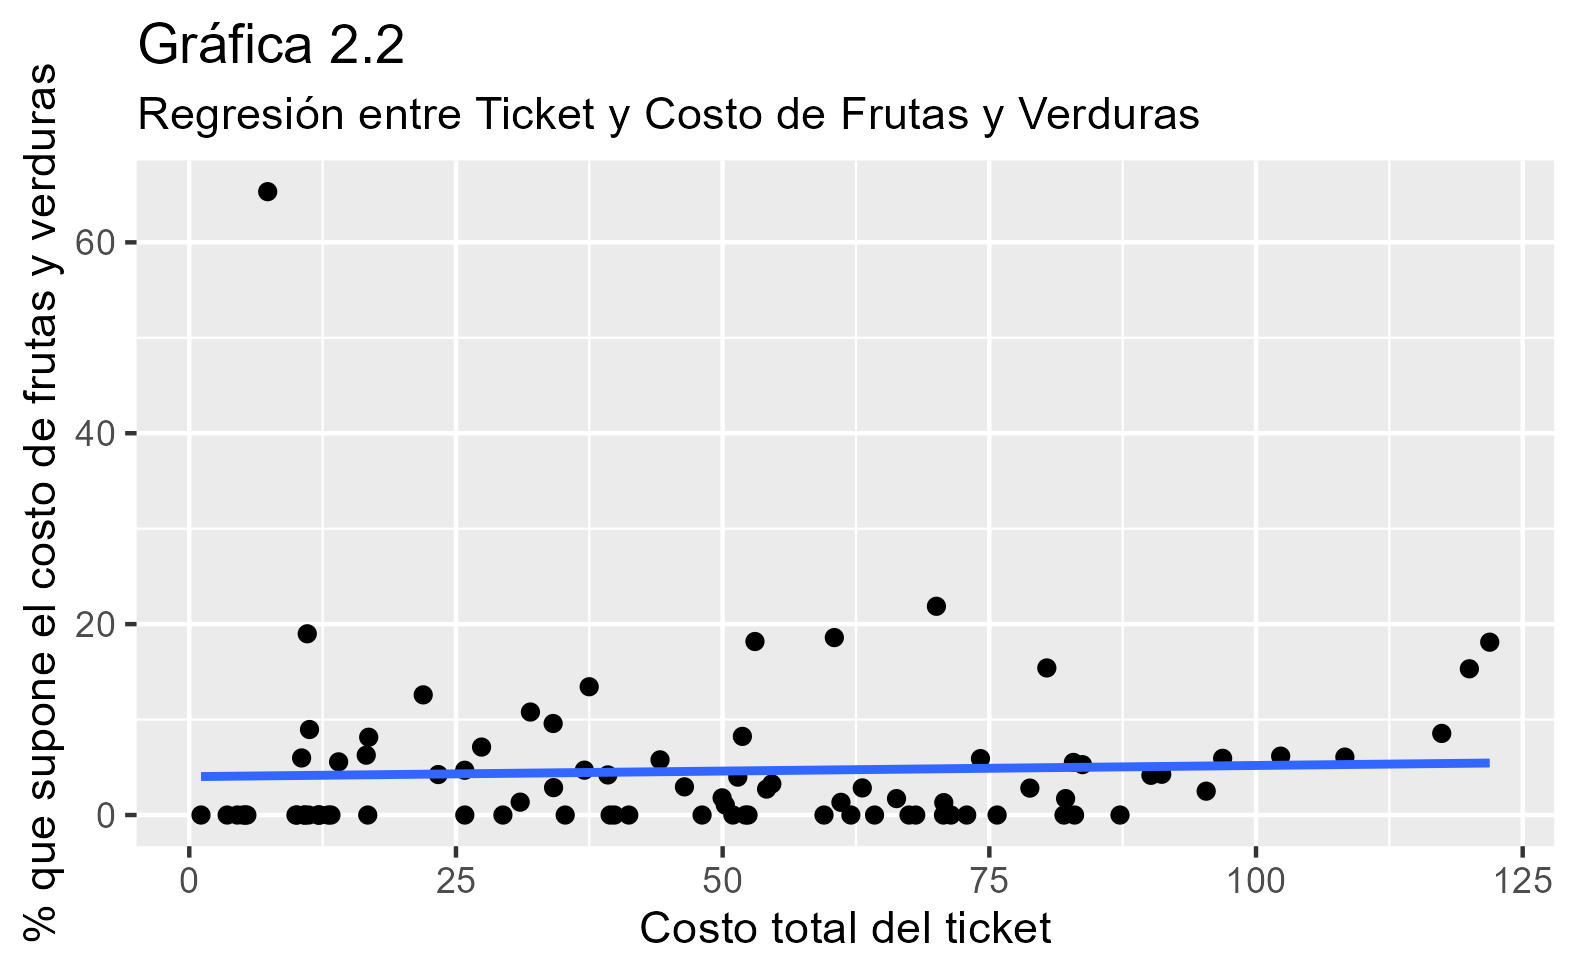 Gráfica 2.2
Regresión entre Ticket y Costo de Frutas y Verduras
% que supone el costo de frutas y verduras
60
40
20
0
0 25 50 75 100 125
Costo total del ticket